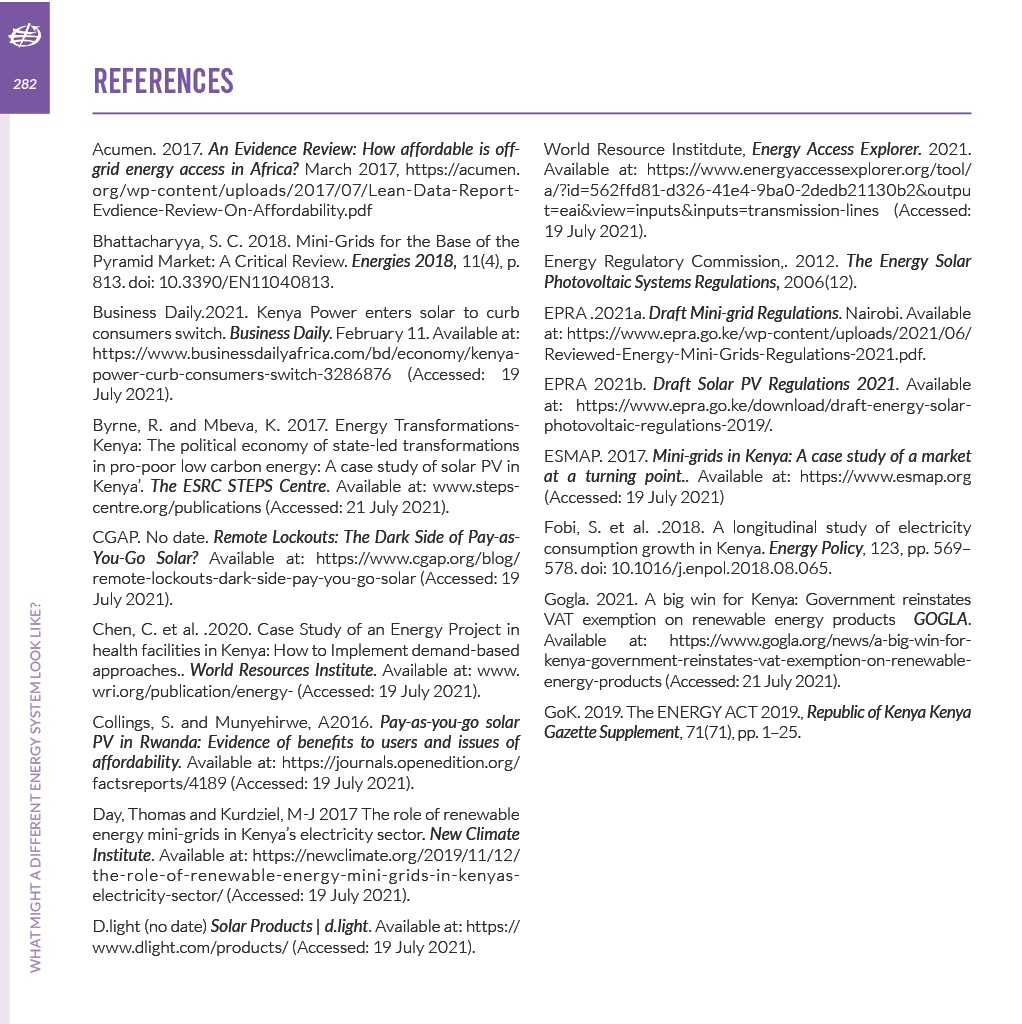 282
REFERENCES
Acumen. 2017. An Evidence Review: How affordable is off-
grid energy access in Africa? March 2017, https://acumen.
org/wp-content/uploads/2017/07/Lean-Data-Report-
Evdience-Review-On-Affordability.pdf
Bhattacharyya, S. C. 2018. Mini-Grids for the Base of the
Pyramid Market: A Critical Review. Energies 2018, 11(4), p.
813. doi: 10.3390/EN11040813.
Business Daily.2021. Kenya Power enters solar to curb
consumers switch. Business Daily. February 11. Available at:
https://www.businessdailyafrica.com/bd/economy/kenya-
power-curb-consumers-switch-3286876 (Accessed: 19
July 2021).
Byrne, R. and Mbeva, K. 2017. Energy Transformations-
Kenya: The political economy of state-led transformations
in pro-poor low carbon energy: A case study of solar PV in
Kenya’. The ESRC STEPS Centre. Available at: www.steps-
centre.org/publications (Accessed: 21 July 2021).
CGAP. No date. Remote Lockouts: The Dark Side of Pay-as-
You-Go Solar? Available at: https://www.cgap.org/blog/
remote-lockouts-dark-side-pay-you-go-solar (Accessed: 19
July 2021).
Chen, C. et al. .2020. Case Study of an Energy Project in
health facilities in Kenya: How to Implement demand-based
approaches.. World Resources Institute. Available at: www.
wri.org/publication/energy- (Accessed: 19 July 2021).
Collings, S. and Munyehirwe, A2016. Pay-as-you-go solar
PV in Rwanda: Evidence of benefits to users and issues of
affordability. Available at: https://journals.openedition.org/
factsreports/4189 (Accessed: 19 July 2021).
Day, Thomas and Kurdziel, M-J 2017 The role of renewable
energy mini-grids in Kenya’s electricity sector. New Climate
Institute. Available at: https://newclimate.org/2019/11/12/
the-role-of-renewable-energy-mini-grids-in-kenyas-
electricity-sector/ (Accessed: 19 July 2021).
D.light (no date) Solar Products | d.light. Available at: https://
www.dlight.com/products/ (Accessed: 19 July 2021).
World Resource Institdute, Energy Access Explorer. 2021.
Available at: https://www.energyaccessexplorer.org/tool/
a/?id=562ffd81-d326-41e4-9ba0-2dedb21130b2&outpu
t=eai&view=inputs&inputs=transmission-lines (Accessed:
19 July 2021).
Energy Regulatory Commission,. 2012. The Energy Solar
Photovoltaic Systems Regulations, 2006(12).
EPRA .2021a. Draft Mini-grid Regulations. Nairobi. Available
at: https://www.epra.go.ke/wp-content/uploads/2021/06/
Reviewed-Energy-Mini-Grids-Regulations-2021.pdf.
EPRA 2021b. Draft Solar PV Regulations 2021. Available
at: https://www.epra.go.ke/download/draft-energy-solar-
photovoltaic-regulations-2019/.
ESMAP. 2017. Mini-grids in Kenya: A case study of a market
at a turning point.. Available at: https://www.esmap.org
(Accessed: 19 July 2021)
Fobi, S. et al. .2018. A longitudinal study of electricity
consumption growth in Kenya. Energy Policy, 123, pp. 569–
578. doi: 10.1016/j.enpol.2018.08.065.
Gogla. 2021. A big win for Kenya: Government reinstates
VAT exemption on renewable energy products GOGLA.
Available at: https://www.gogla.org/news/a-big-win-for-
kenya-government-reinstates-vat-exemption-on-renewable-
energy-products (Accessed: 21 July 2021).
GoK. 2019. The ENERGY ACT 2019., Republic of Kenya Kenya
Gazette Supplement, 71(71), pp. 1–25.
WHAT MIGHT A DIFFERENT ENERGY SYSTEM LOOK LIKE?